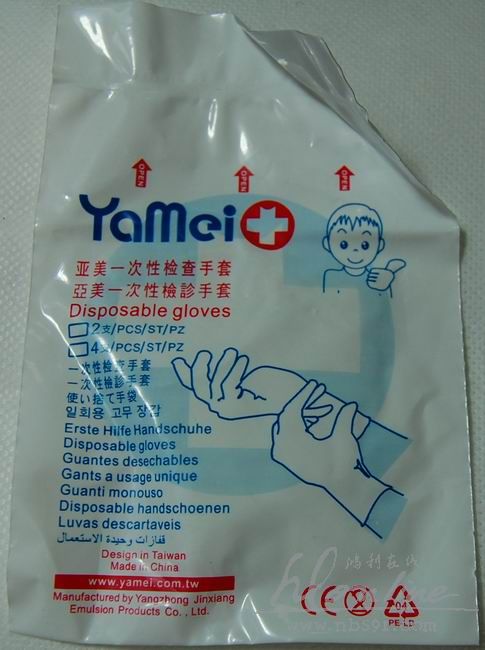 OPEN OPEN OPEN
YaMei
亚美一次性检查手套
亞美一次性檢診手套
Disposable gloves
2支/PCS/ST/PZ
4支/PCS/ST/PZ
一次性检查手套
一次性檢診手套
使い捨て手袋
일회용 고무 장갑
Erste Hilfe Handschuhe
Disposable gloves
Guantes desechables
Gants a usage unique
Guanti monouso
Disposable handschoenen
Luvas descartaveis
قفازات وحيدة الاستعمال
Design in Taiwan
Made in China
www.yamei.com.tw
Manufactured by Yangzhong Jinxiang
Emulsion Products Co., Ltd.
CE
04
PE-LD
鸿利在线